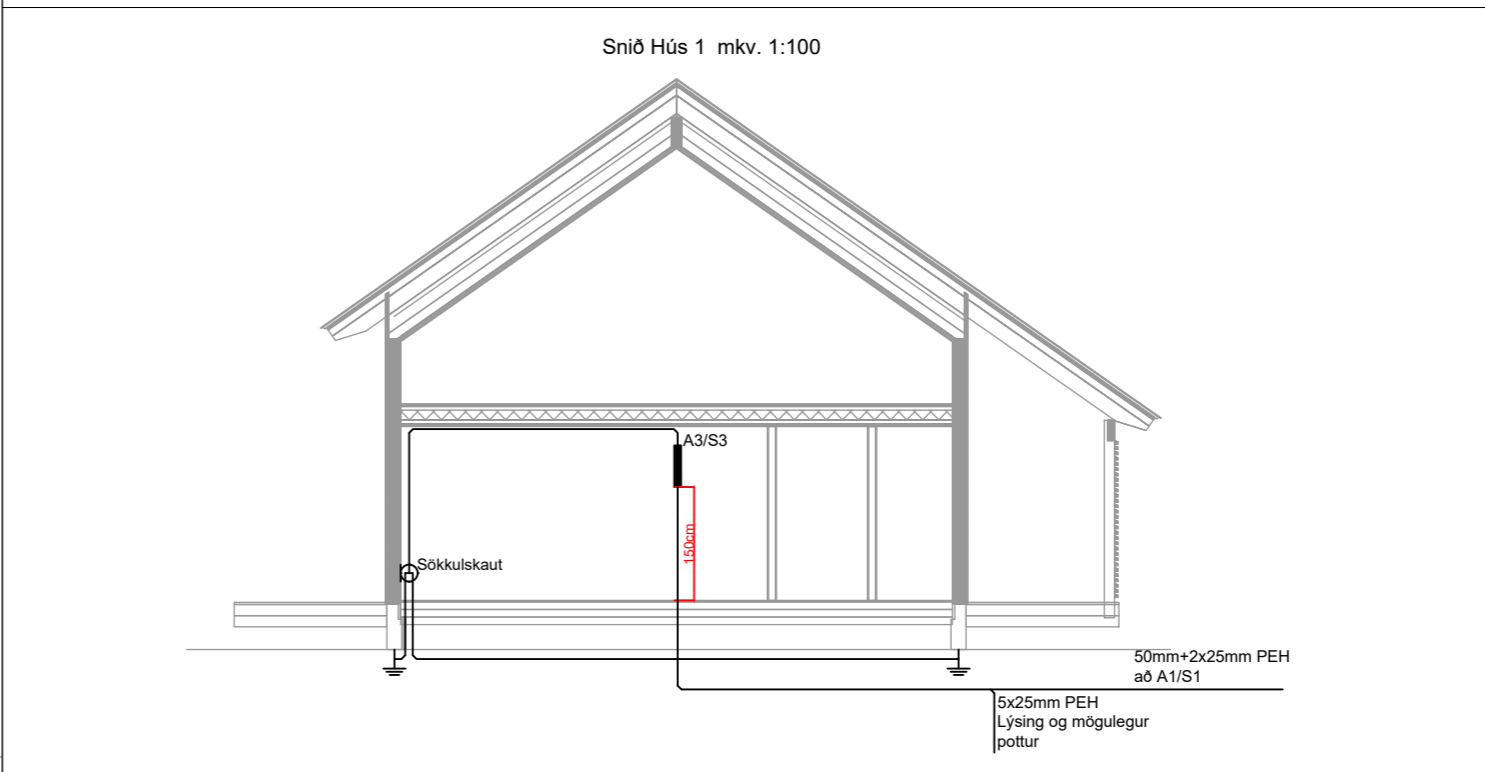 Snið Hús 1 mkv. 1:100
A3/S3
150cm
Sökkulskaut
50mm+2x25mm PEH
að A1/S1
5x25mm PEH
Lýsing og mögulegur
pottur